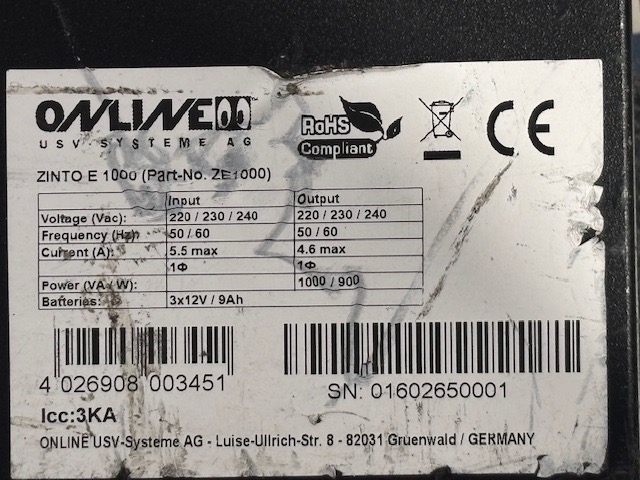 ONLINE
USV-SYSTEME AG
RoHS
Compliant
CE
ZINTO E 1000 (Part-No. ZE1000)
Input Output
Voltage (Vac): 220 / 230 / 240 220 / 230 / 240
Frequency (Hz): 50 / 60 50 / 60
Current (A): 5.5 max 4.6 max
1Φ 1Φ
Power (VA / W): 1000 / 900
Batteries: 3x12V / 9Ah
4 026908 003451
SN: 01602650001
Icc:3KA
ONLINE USV-Systeme AG - Luise-Ullrich-Str. 8 - 82031 Gruenwald / GERMANY